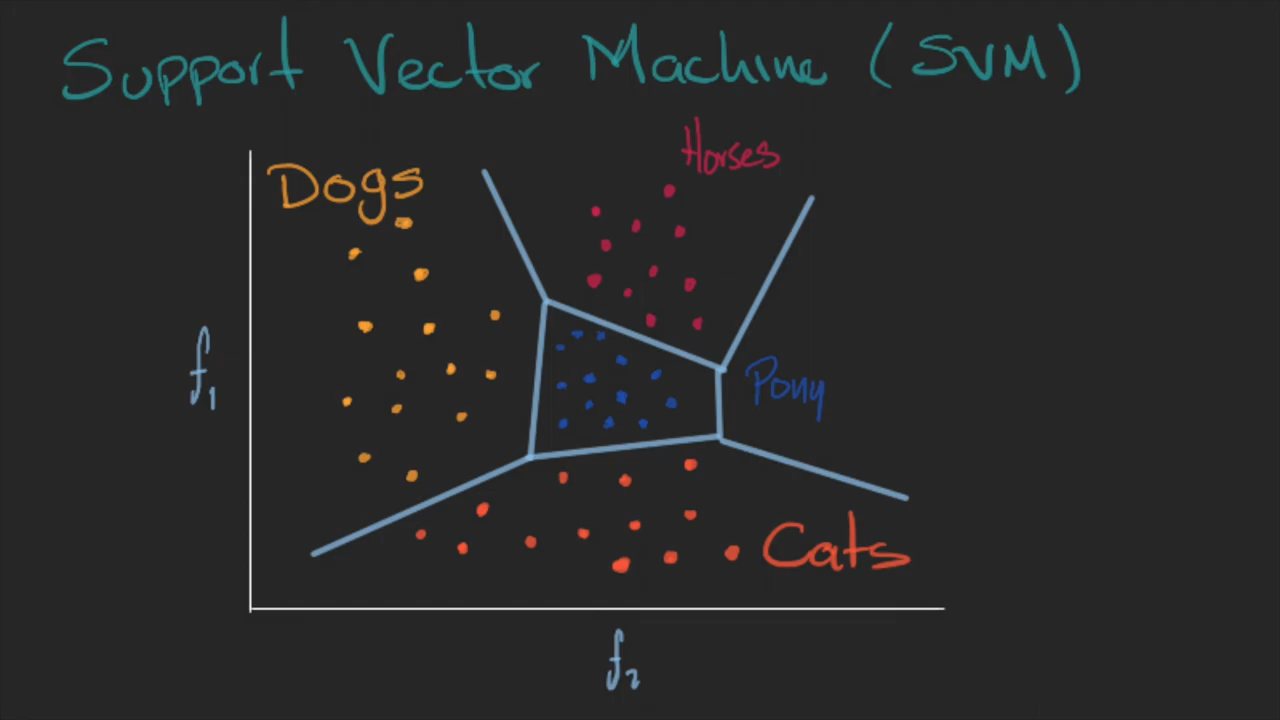 Support Vector Machine (SVM)
Horses
Dogs
f1
Pony
Cats
f2